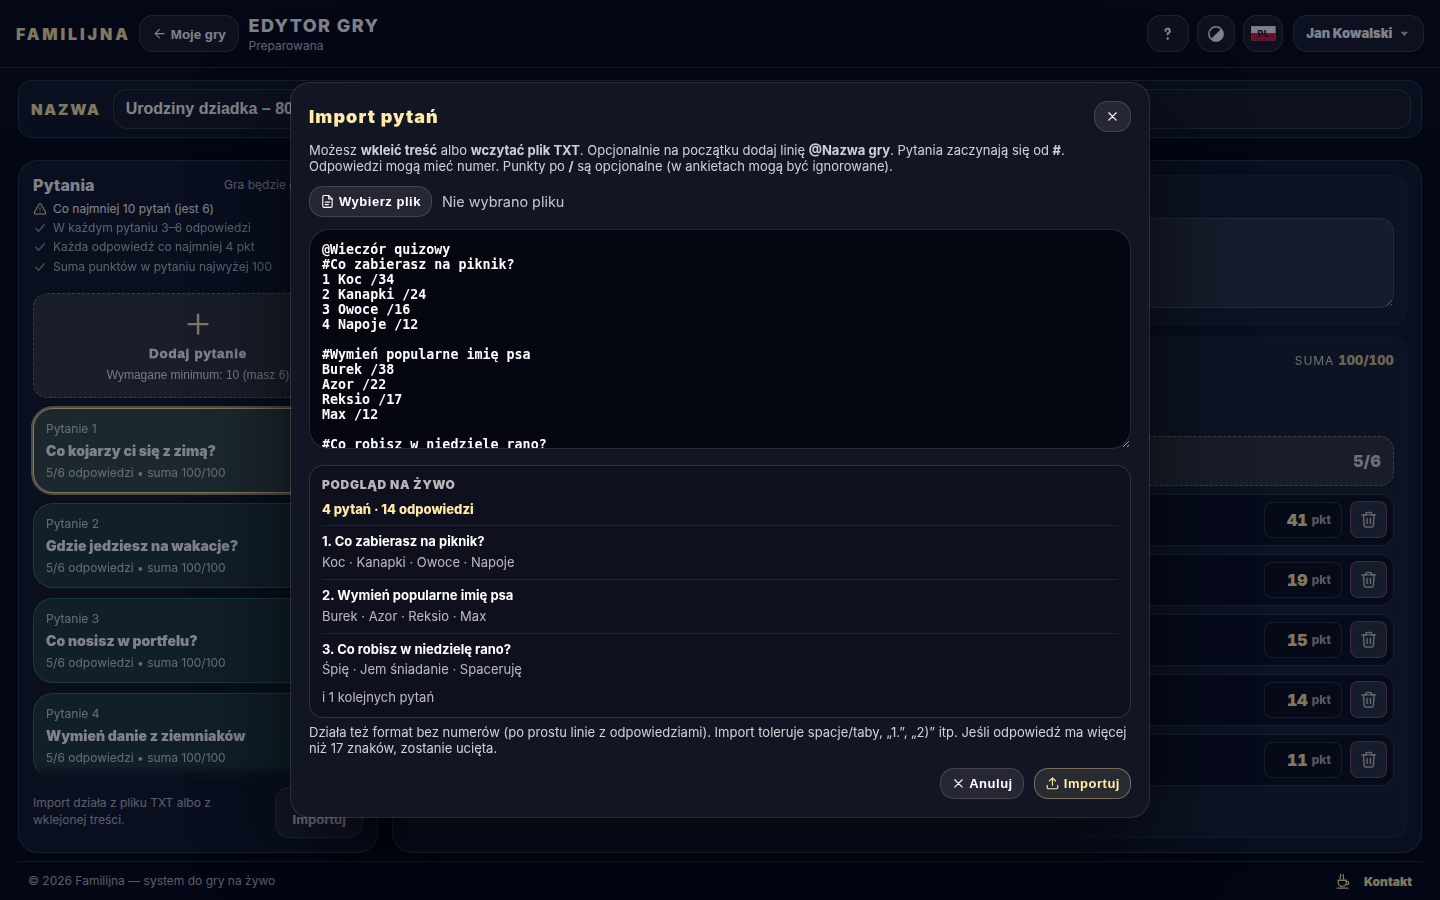 FAMILIJNA
Moje gry
EDYTOR GRY
Preparowana
?
PL
Jan Kowalski
NAZWA
Urodziny dziadka – 80
Pytania
Gra będzie
Co najmniej 10 pytań (jest 6)
W każdym pytaniu 3–6 odpowiedzi
Każda odpowiedź co najmniej 4 pkt
Suma punktów w pytaniu najwyżej 100
Dodaj pytanie
Wymagane minimum: 10 (masz 6)
Pytanie 1
Co kojarzy ci się z zimą?
5/6 odpowiedzi • suma 100/100
Pytanie 2
Gdzie jedziesz na wakacje?
5/6 odpowiedzi • suma 100/100
Pytanie 3
Co nosisz w portfelu?
5/6 odpowiedzi • suma 100/100
Pytanie 4
Wymień danie z ziemniaków
5/6 odpowiedzi • suma 100/100
Import działa z pliku TXT albo z
wklejonej treści.
Importuj
Import pytań
Możesz wkleić treść albo wczytać plik TXT. Opcjonalnie na początku dodaj linię @Nazwa gry. Pytania zaczynają się od #.
Odpowiedzi mogą mieć numer. Punkty po / są opcjonalne (w ankietach mogą być ignorowane).
Wybierz plik
Nie wybrano pliku
@Wieczór quizowy
#Co zabierasz na piknik?
1 Koc /34
2 Kanapki /24
3 Owoce /16
4 Napoje /12
#Wymień popularne imię psa
Burek /38
Azor /22
Reksio /17
Max /12
#Co robisz w niedzielę rano?
PODGLĄD NA ŻYWO
4 pytań · 14 odpowiedzi
1. Co zabierasz na piknik?
Koc · Kanapki · Owoce · Napoje
2. Wymień popularne imię psa
Burek · Azor · Reksio · Max
3. Co robisz w niedzielę rano?
Śpię · Jem śniadanie · Spaceruję
i 1 kolejnych pytań
Działa też format bez numerów (po prostu linie z odpowiedziami). Import toleruje spacje/taby, „1.”, „2)” itp. Jeśli odpowiedź ma więcej
niż 17 znaków, zostanie ucięta.
Anuluj
Importuj
SUMA 100/100
5/6
41 pkt
19 pkt
15 pkt
14 pkt
11 pkt
© 2026 Familijna — system do gry na żywo
Kontakt